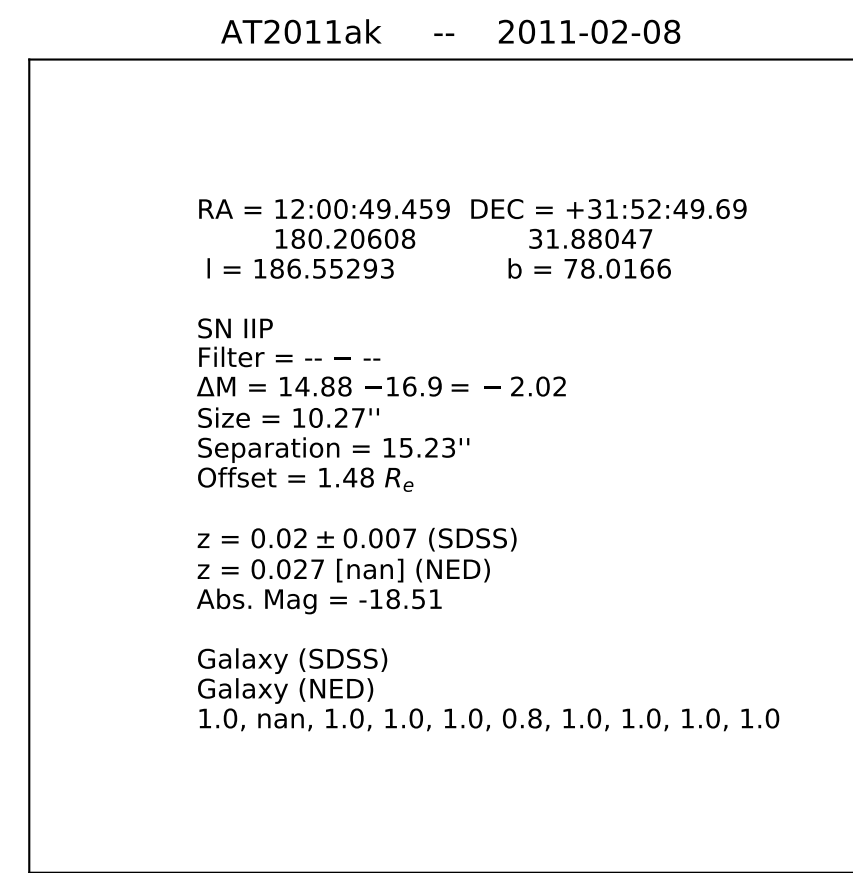 AT2011ak -- 2011-02-08
RA = 12:00:49.459 DEC = +31:52:49.69
180.20608 31.88047
l = 186.55293 b = 78.0166
SN IIP
Filter = -- − --
ΔM = 14.88 −16.9 = − 2.02
Size = 10.27''
Separation = 15.23''
Offset = 1.48 Re
z = 0.02 ± 0.007 (SDSS)
z = 0.027 [nan] (NED)
Abs. Mag = -18.51
Galaxy (SDSS)
Galaxy (NED)
1.0, nan, 1.0, 1.0, 1.0, 0.8, 1.0, 1.0, 1.0, 1.0